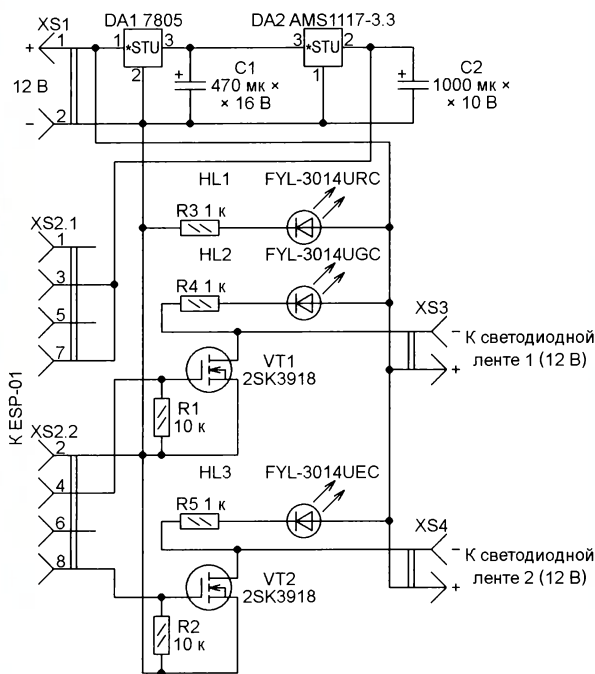 XS1
DA1 7805
DA2 AMS1117-3.3
+
1
1
*STU
3
3
*STU
2
12 В
2
1
+
C1
470 мк ×
× 16 В
+
C2
1000 мк ×
× 10 В
−
2
HL1
FYL-3014URC
R3 1 к
XS2.1
HL2
FYL-3014UGC
1
3
R4 1 к
5
XS3
−
К светодиодной
ленте 1 (12 В)
+
7
VT1
2SK3918
К ESP-01
R1
10 к
XS2.2
2
HL3
FYL-3014UEC
4
R5 1 к
6
XS4
−
К светодиодной
ленте 2 (12 В)
+
8
VT2
2SK3918
R2
10 к